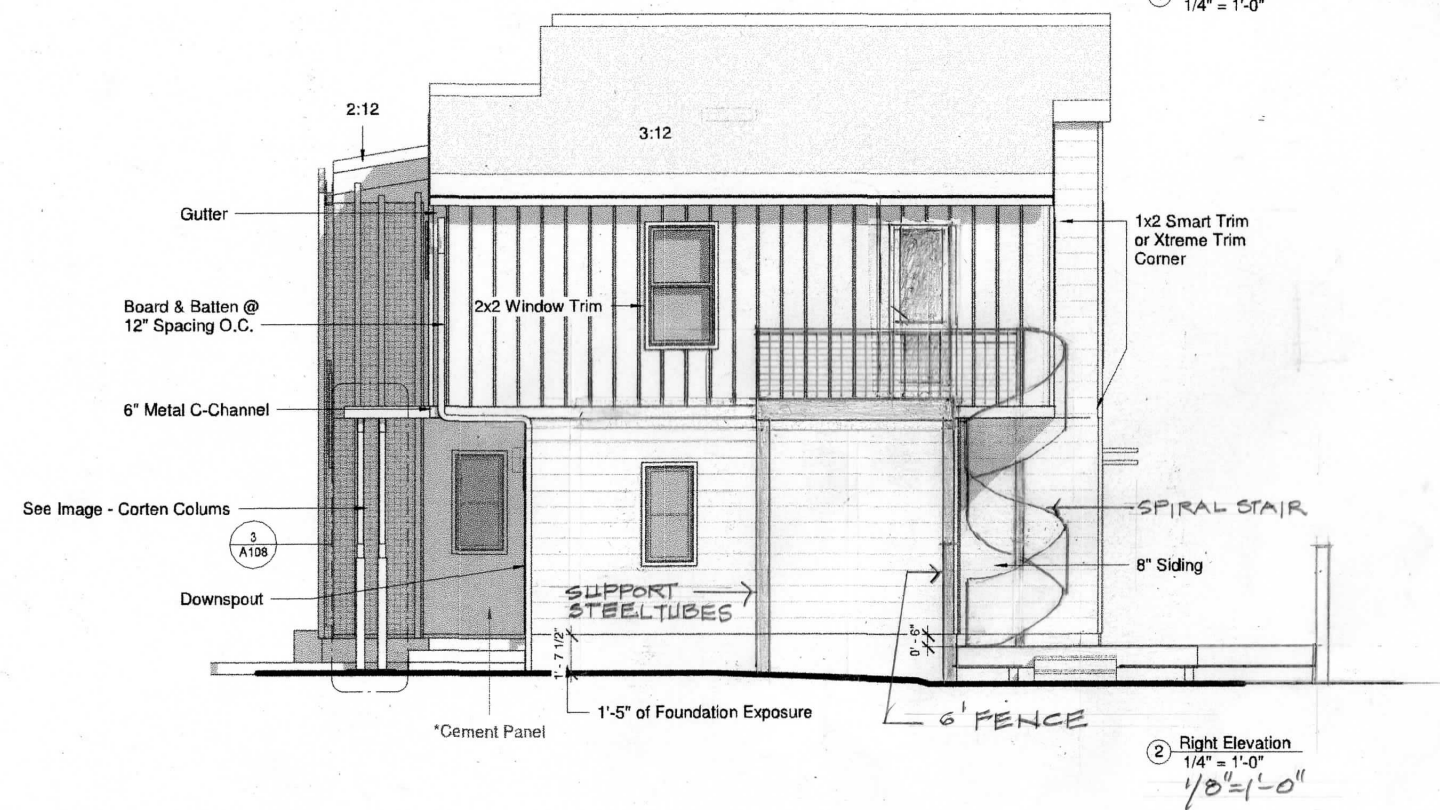 1/4" = 1'-0"
2:12
3:12
Gutter
1x2 Smart Trim
or Xtreme Trim
Corner
Board & Batten @
12" Spacing O.C.
2x2 Window Trim
6" Metal C-Channel
See Image - Corten Colums
SPIRAL STAIR
3
A108
8" Siding
Downspout
SUPPORT
STEEL TUBES
1'- 7 1/2"
0' - 6"
1'-5" of Foundation Exposure
6' FENCE
*Cement Panel
2 Right Elevation
1/4" = 1'-0"
1/8"=1'-0"